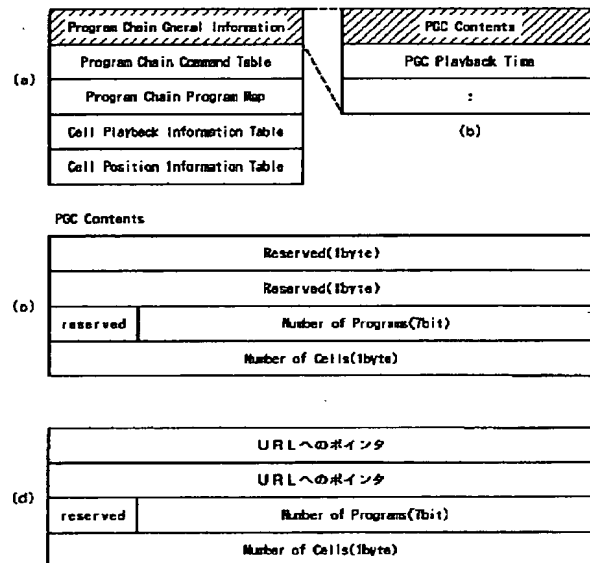 Program Chain Gneral Information
Program Chain Command Table
Program Chain Program Map
Cell Playback Information Table
Cell Position Information Table
(a)
PGC Contents
PGC Playback Time
:
(b)
PGC Contents
(c)
Reserved(1byte)
Reserved(1byte)
reserved
Number of Programs(7bit)
Number of Cells(1byte)
(d)
URLへのポインタ
URLへのポインタ
reserved
Number of Programs(7bit)
Number of Cells(1byte)